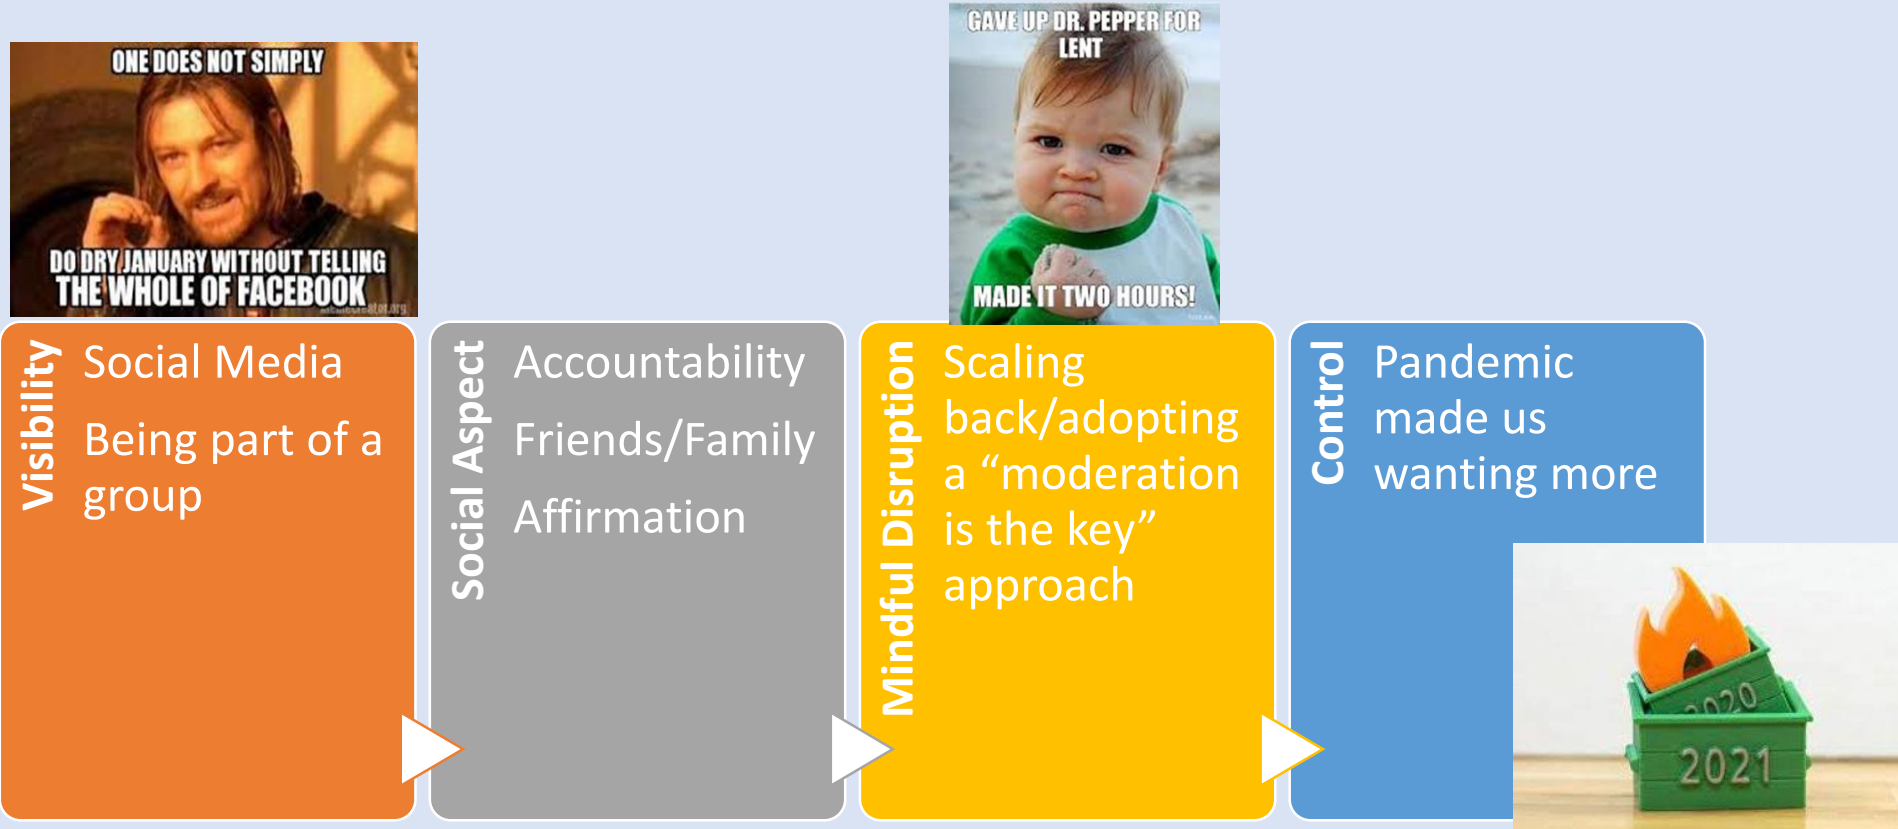 ONE DOES NOT SIMPLY
DO DRY JANUARY WITHOUT TELLING
THE WHOLE OF FACEBOOK
GAVE UP DR. PEPPER FOR
LENT
MADE IT TWO HOURS!
Visibility
Social Media
Being part of a
group
Social Aspect
Accountability
Friends/Family
Affirmation
Mindful Disruption
Scaling
back/adopting
a “moderation
is the key”
approach
Control
Pandemic
made us
wanting more
2020
2021